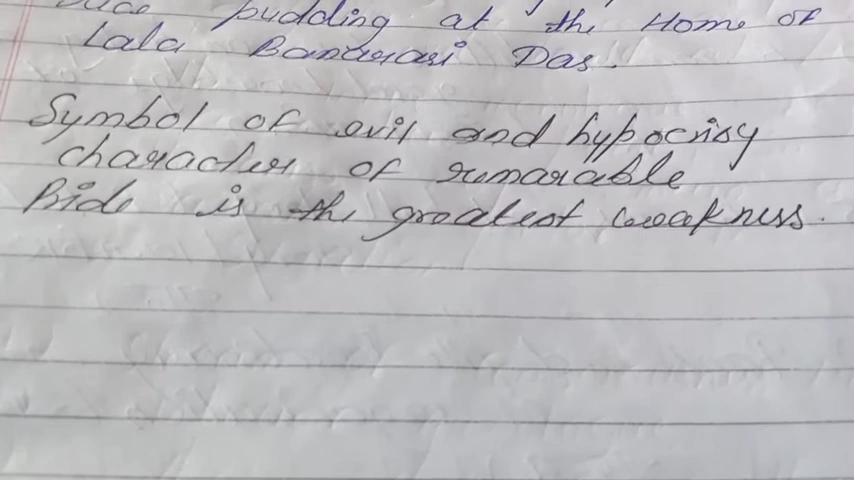 pudding at the Home of
Lala Banarasi Das.
Symbol of evil and hypocrisy
character of remarable
Pride is the greatest weakness.